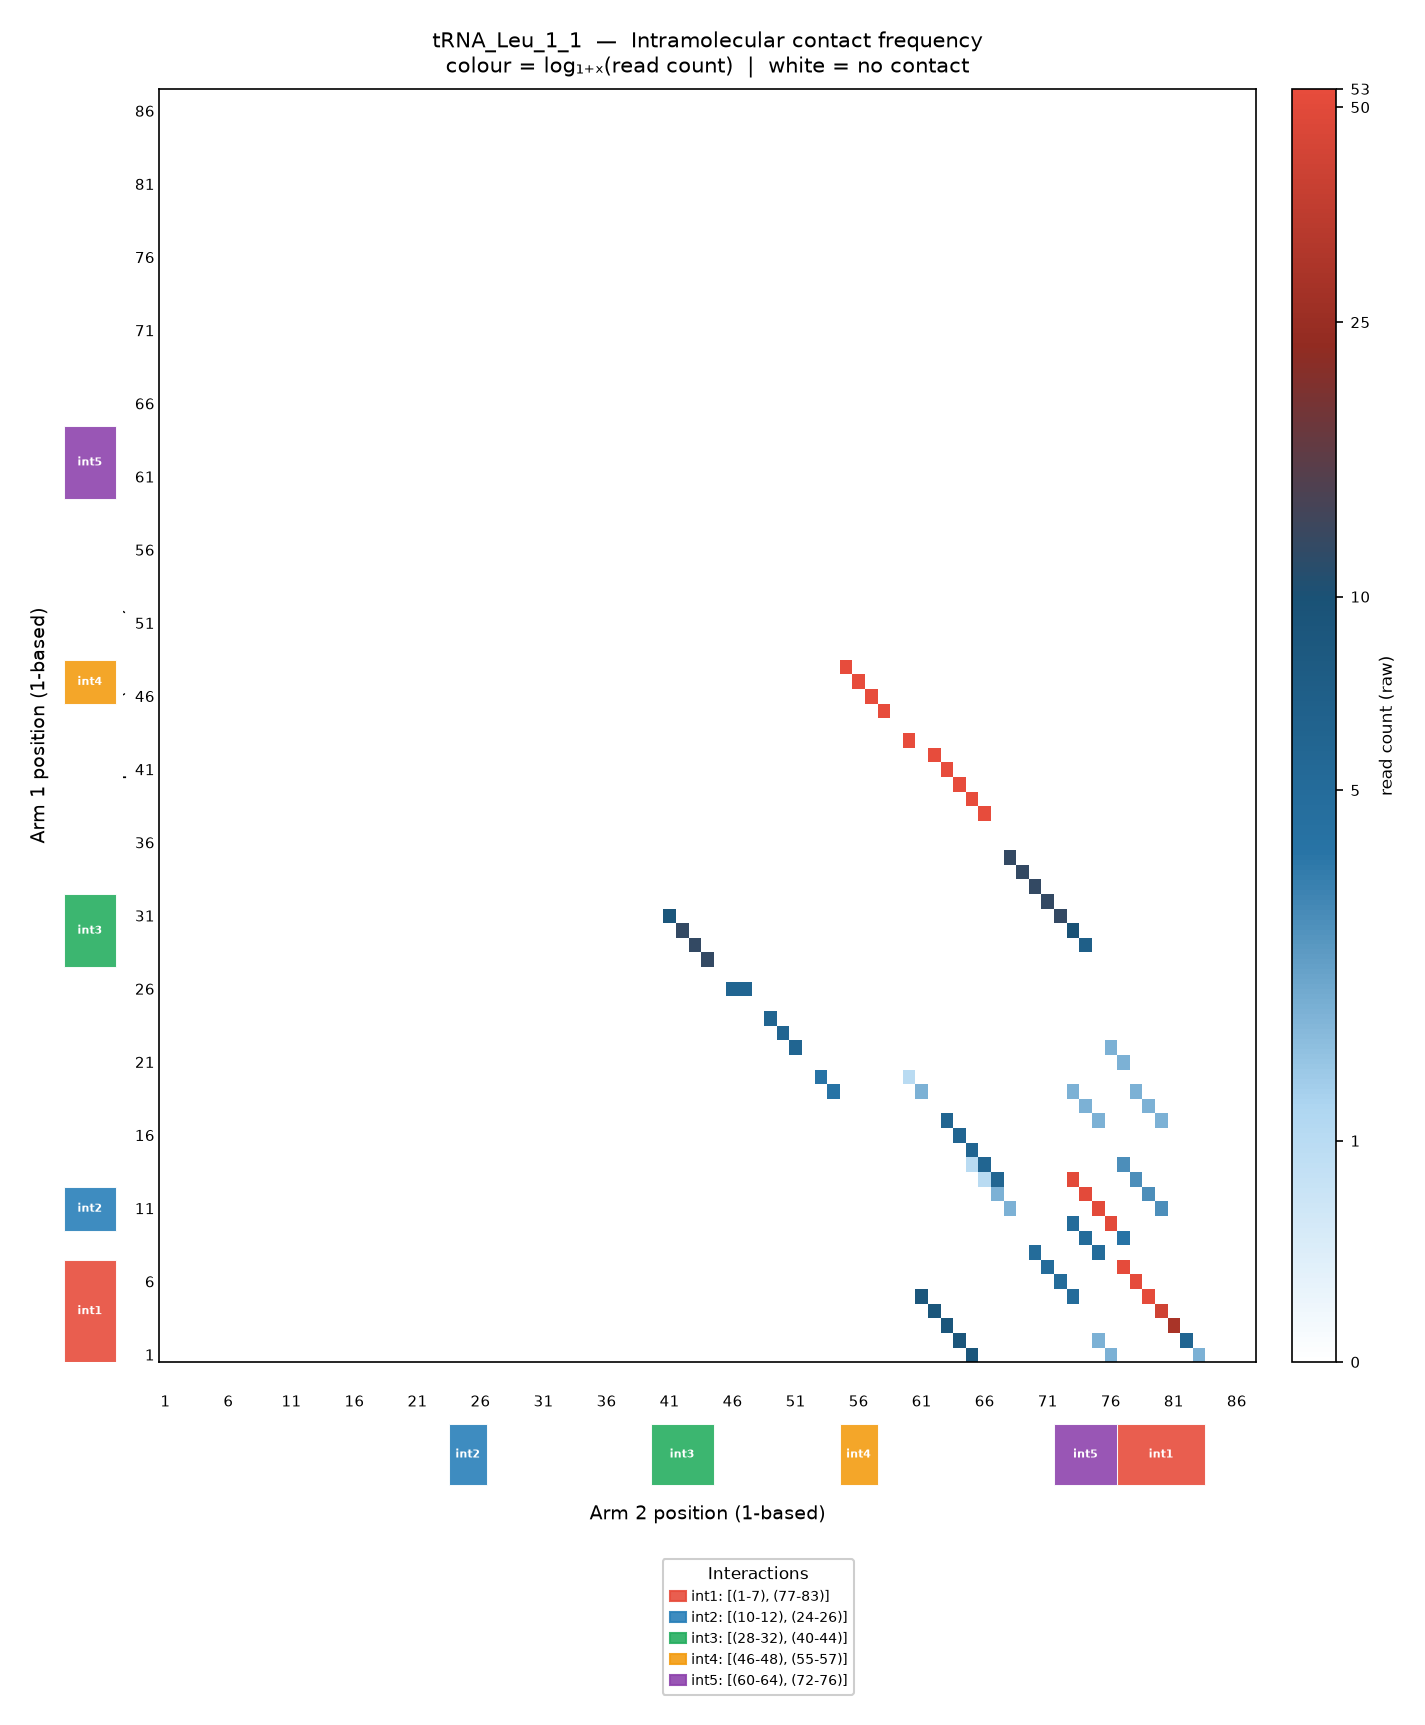 tRNA_Leu_1_1 — Intramolecular contact frequency
colour = log₁₊ₓ(read count) | white = no contact
86
81
76
71
66
61
56
51
46
41
36
31
26
21
16
11
6
1
Arm 1 position (1-based)
int5
int4
int3
int2
int1
53
50
25
10
5
1
0
read count (raw)
1 6 11 16 21 26 31 36 41 46 51 56 61 66 71 76 81 86
int2 int3 int4 int5 int1
Arm 2 position (1-based)
Interactions
int1: [(1-7), (77-83)]
int2: [(10-12), (24-26)]
int3: [(28-32), (40-44)]
int4: [(46-48), (55-57)]
int5: [(60-64), (72-76)]